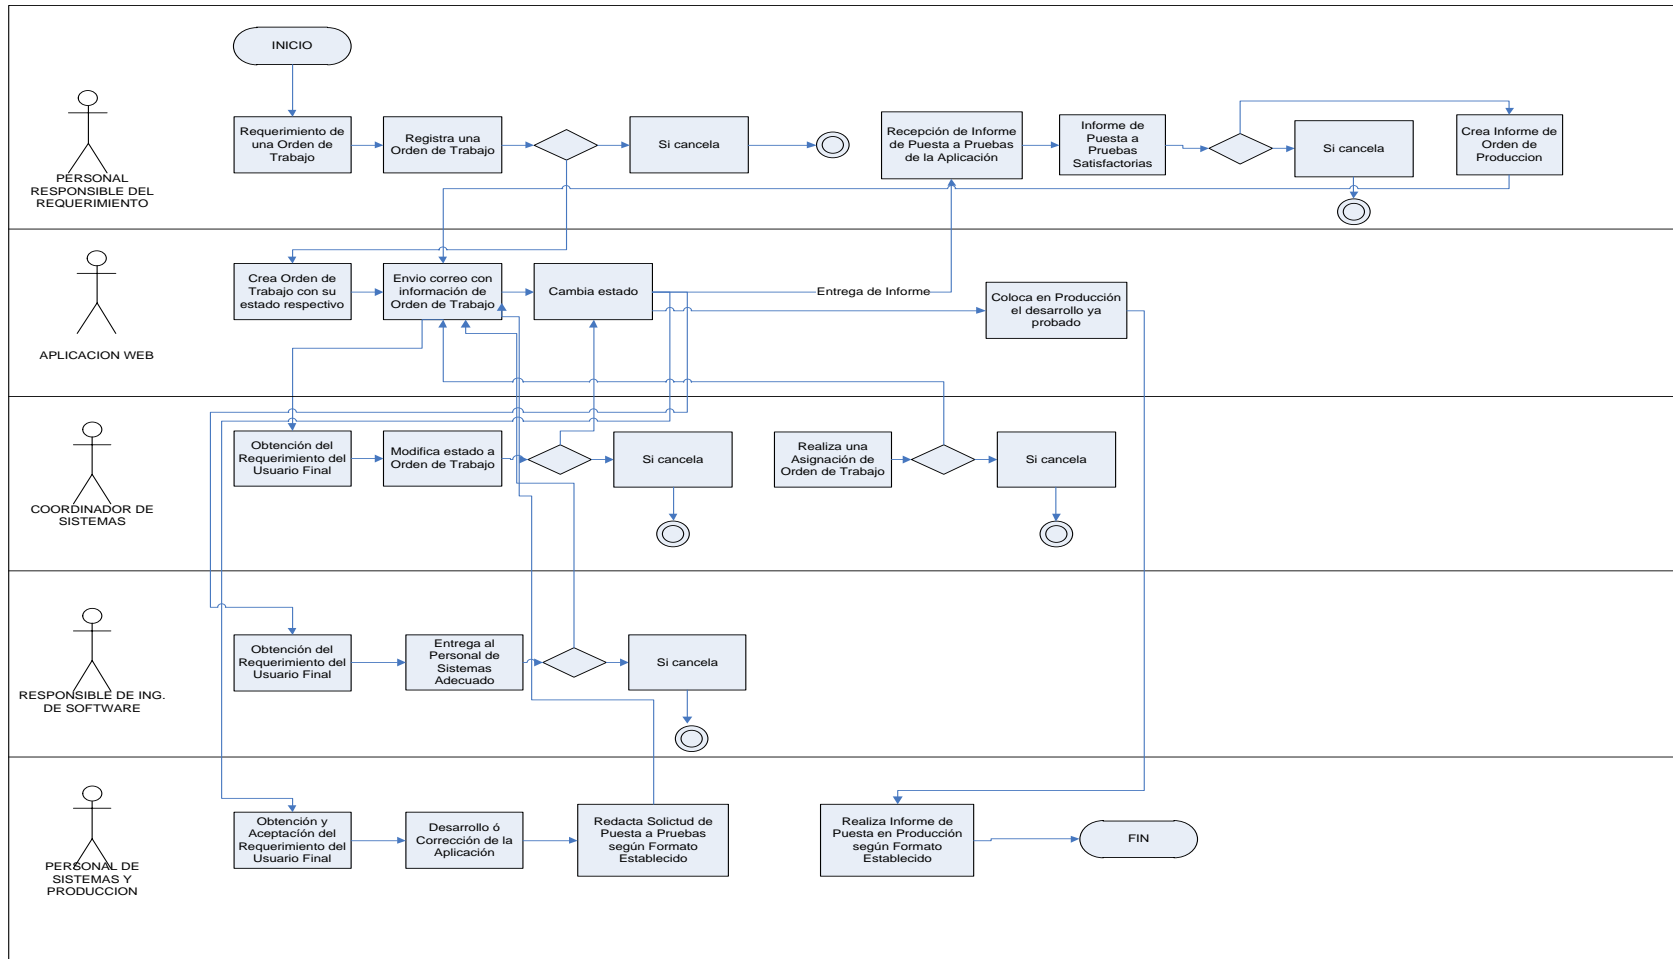 INICIO
Requerimiento de
una Orden de
Trabajo
Registra una
Orden de Trabajo
Si cancela
Recepción de Informe
de Puesta a Pruebas
de la Aplicación
Informe de
Puesta a
Pruebas
Satisfactorias
Si cancela
Crea Informe de
Orden de
Produccion
PERSONAL
RESPONSIBLE DEL
REQUERIMIENTO
Crea Orden de
Trabajo con su
estado respectivo
Envio correo con
información de
Orden de Trabajo
Cambia estado
Entrega de Informe
Coloca en Producción
el desarrollo ya
probado
APLICACION WEB
Obtención del
Requerimiento del
Usuario Final
Modifica estado a
Orden de Trabajo
Si cancela
Realiza una
Asignación de
Orden de Trabajo
Si cancela
COORDINADOR DE
SISTEMAS
Obtención del
Requerimiento del
Usuario Final
Entrega al
Personal de
Sistemas
Adecuado
Si cancela
RESPONSIBLE DE ING.
DE SOFTWARE
Obtención y
Aceptacíón del
Requerimiento del
Usuario Final
Desarrollo ó
Corrección de la
Aplicación
Redacta Solictud de
Puesta a Pruebas
según Formato
Establecido
Realiza Informe de
Puesta en Producción
según Formato
Establecido
FIN
PERSONAL DE
SISTEMAS Y
PRODUCCION